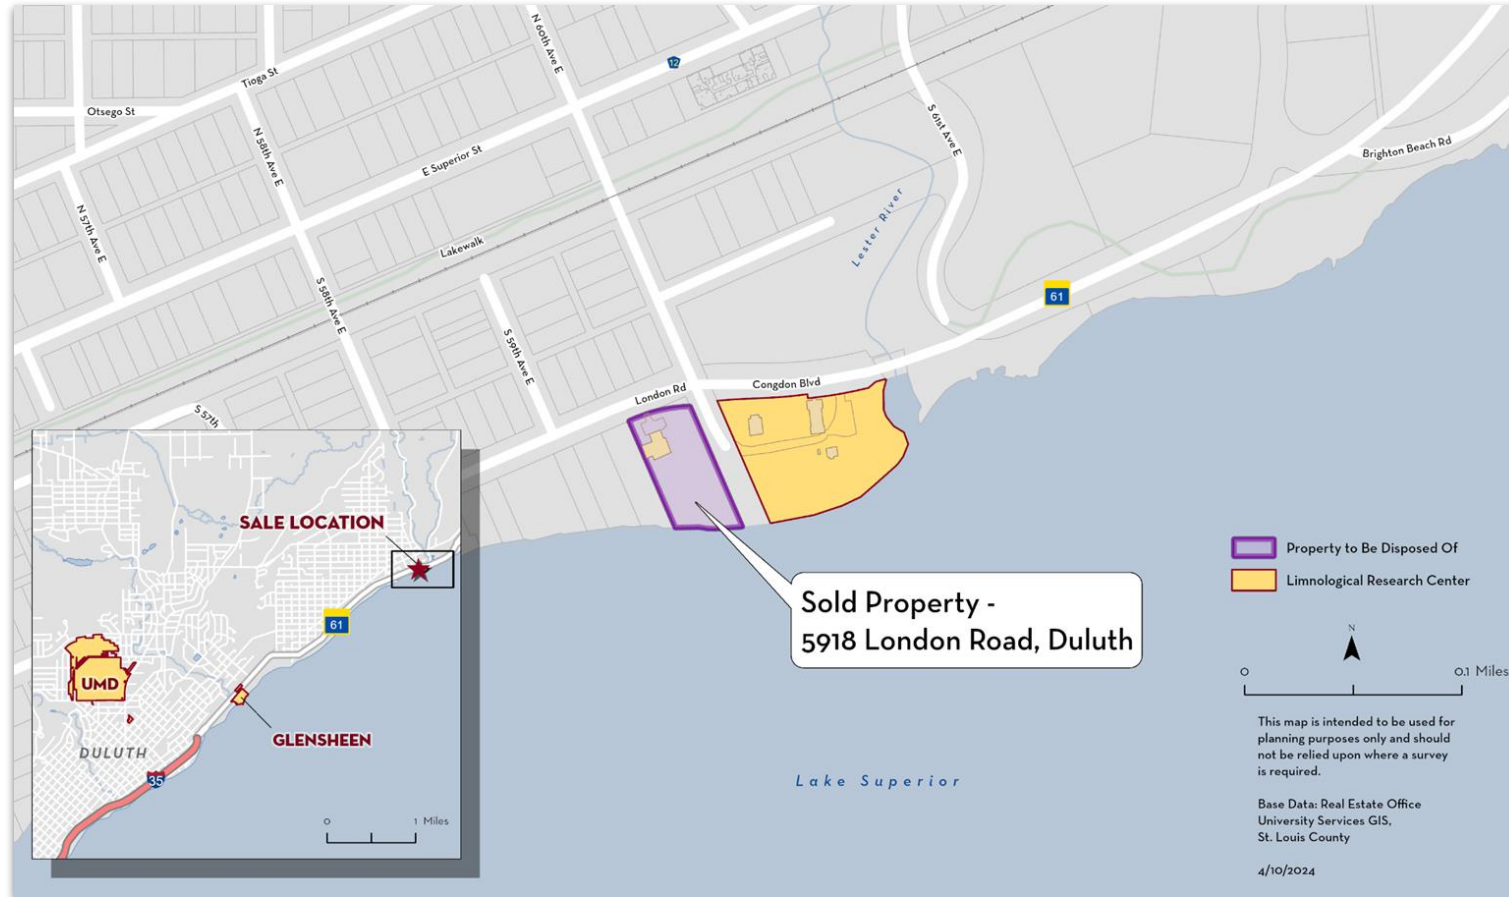 N 60th Ave E
12
Tioga St
Otsego St
S 61st Ave E
N 58th Ave E
Brighton Beach Rd
E Superior St
N 57th Ave E
Lester River
Lakewalk
S 58th Ave E
61
S 59th Ave E
London Rd
Congdon Blvd
S 57th
SALE LOCATION
61
UMD
GLENSHEEN
DULUTH
35
0 1 Miles
Sold Property -
5918 London Road, Duluth
Lake Superior
Property to Be Disposed Of
Limnological Research Center
N
0 0.1 Miles
This map is intended to be used for
planning purposes only and should
not be relied upon where a survey
is required.
Base Data: Real Estate Office
University Services GIS,
St. Louis County
4/10/2024